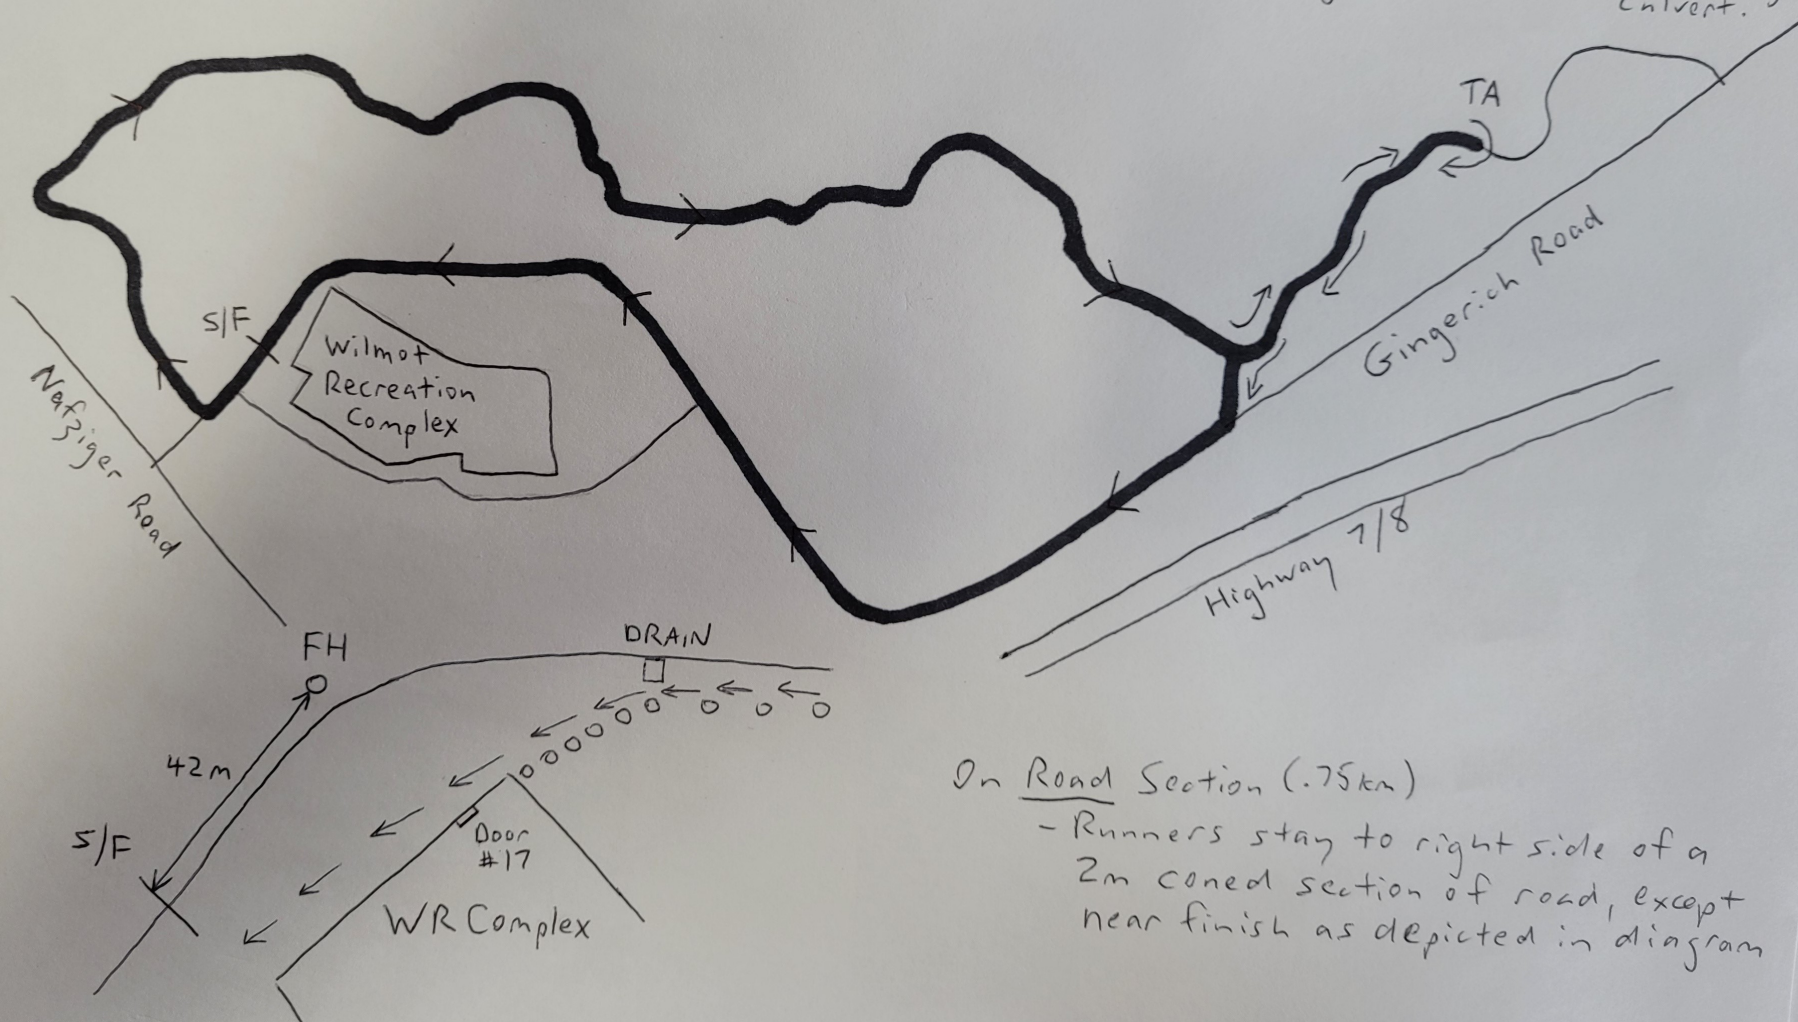 Culvert.
TA
S/F
Wilmot
Recreation
Complex
Gingerich Road
Nafziger Road
Highway 7/8
FH
DRAIN
42m
S/F
Door
#17
WR Complex
On Road Section (.75km)
- Runners stay to right side of a
2m coned section of road, except
near finish as depicted in diagram